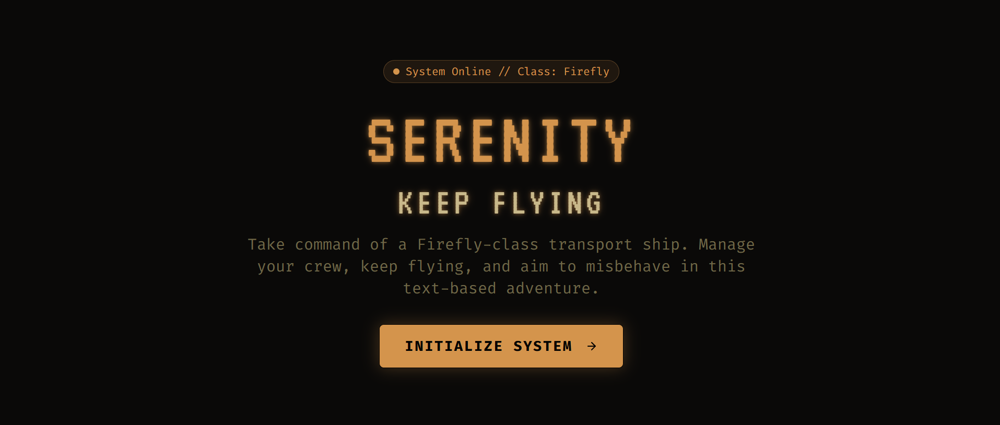 System Online // Class: Firefly
SERENITY
KEEP FLYING
Take command of a Firefly-class transport ship. Manage
your crew, keep flying, and aim to misbehave in this
text-based adventure.
INITIALIZE SYSTEM →